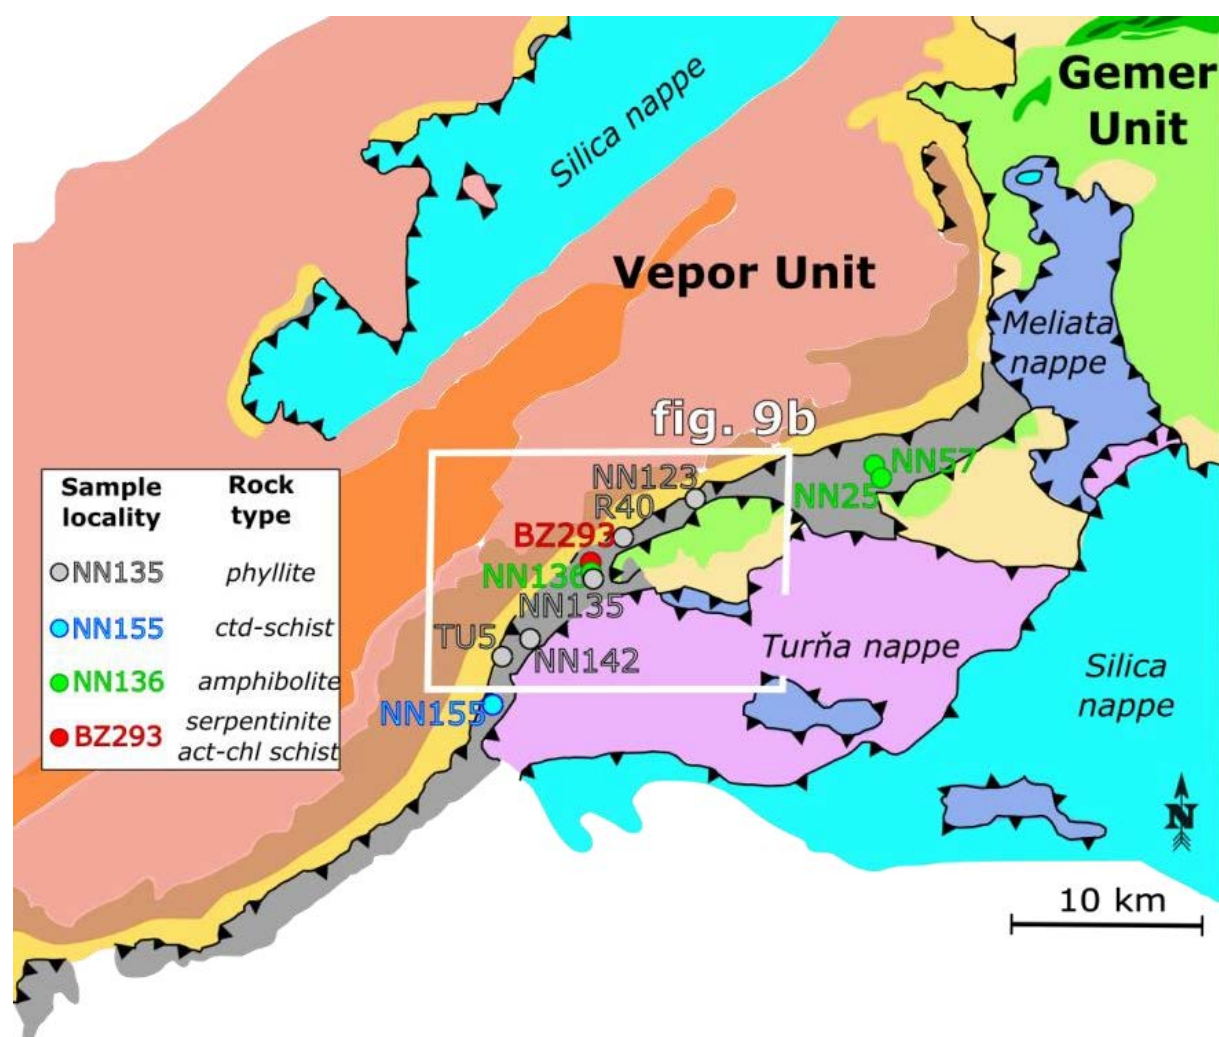 Gemer
Unit
Silica nappe
Vepor Unit
Meliata
nappe
fig. 9b
NN57
NN25
NN123
R40
BZ293
NN136
NN135
TU5
NN142
NN155
Turňa nappe
Silica
nappe
Sample
locality
Rock
type
NN135 phyllite
NN155 ctd-schist
NN136 amphibolite
BZ293 serpentinite
act-chl schist
N
10 km